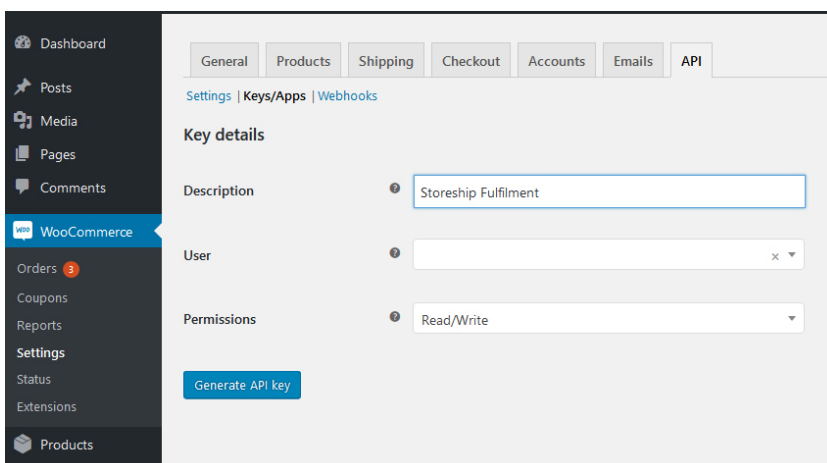 Dashboard
Posts
Media
Pages
Comments
WOO WooCommerce
Orders 3
Coupons
Reports
Settings
Status
Extensions
Products
General Products Shipping Checkout Accounts Emails API
Settings | Keys/Apps | Webhooks
Key details
Description ? Storeship Fulfilment
User ? × 
Permissions ? Read/Write
Generate API key